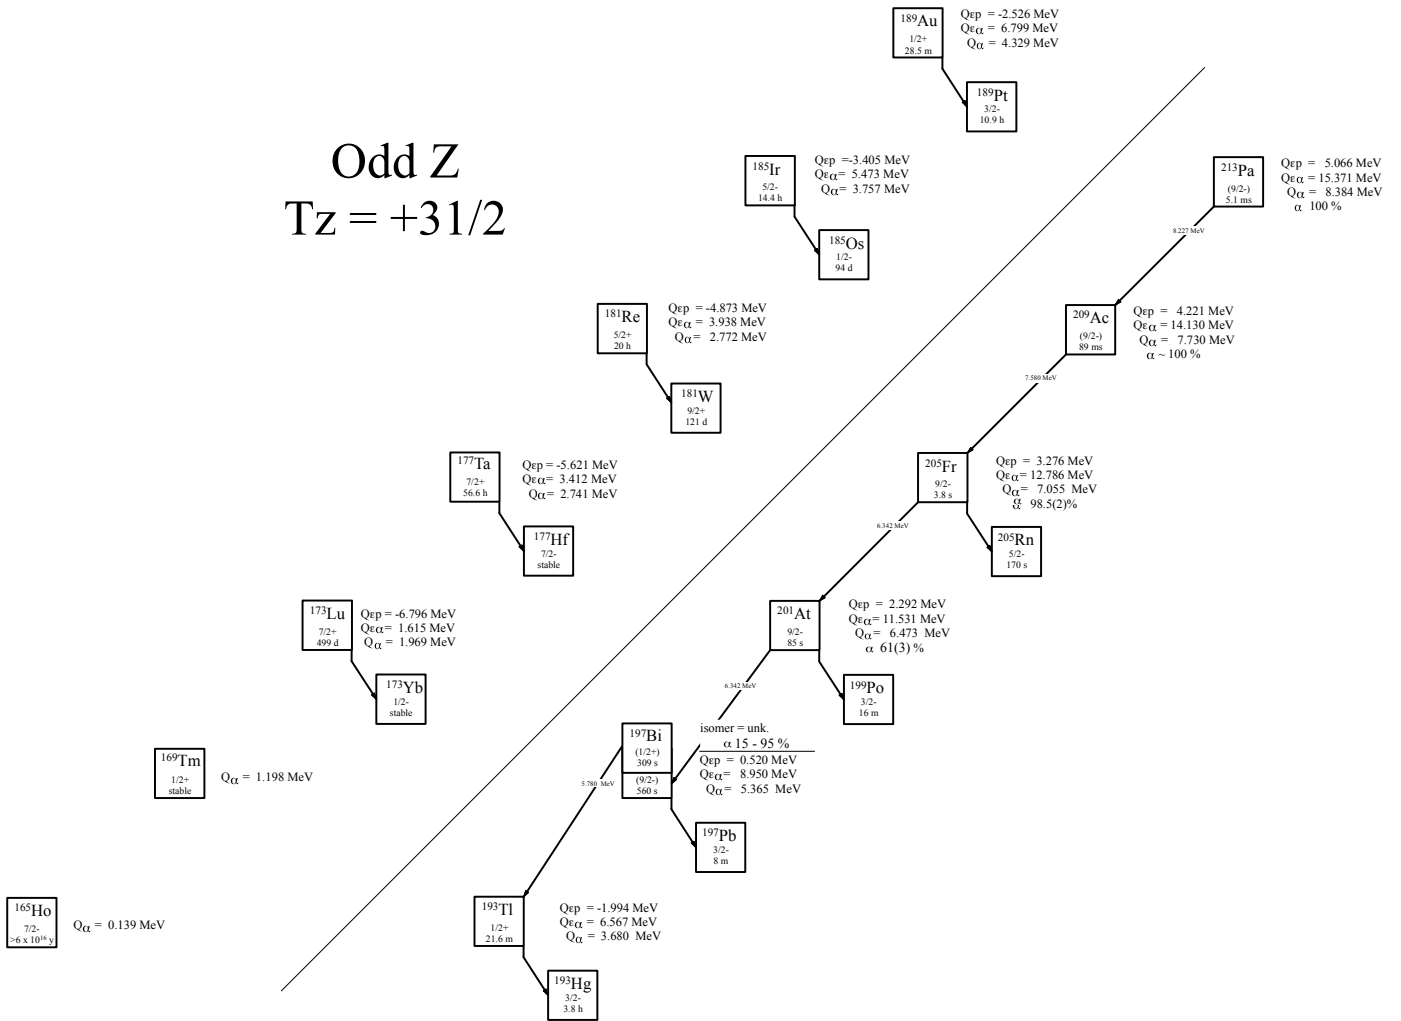 Odd Z
Tz = +31/2
189Au
1/2+
28.5 m
Qεp = -2.526 MeV
Qεα = 6.799 MeV
Qα = 4.329 MeV
189Pt
3/2-
10.9 h
185Ir
5/2-
14.4 h
Qεp =-3.405 MeV
Qεα= 5.473 MeV
Qα= 3.757 MeV
185Os
1/2-
94 d
213Pa
(9/2-)
5.1 ms
Qεp = 5.066 MeV
Qεα = 15.371 MeV
Qα = 8.384 MeV
α 100 %
8.227 MeV
181Re
5/2+
20 h
Qεp = -4.873 MeV
Qεα= 3.938 MeV
Qα= 2.772 MeV
181W
9/2+
121 d
209Ac
(9/2-)
89 ms
Qεp = 4.221 MeV
Qεα = 14.130 MeV
Qα = 7.730 MeV
α ~ 100 %
7.580 MeV
177Ta
7/2+
56.6 h
Qεp = -5.621 MeV
Qεα= 3.412 MeV
Qα = 2.741 MeV
177Hf
7/2-
stable
205Fr
9/2-
3.8 s
Qεp = 3.276 MeV
Qεα= 12.786 MeV
Qα= 7.055 MeV
α 98.5(2)%
6.342 MeV
205Rn
5/2-
170 s
173Lu
7/2+
499 d
Qεp = -6.796 MeV
Qεα= 1.615 MeV
Qα = 1.969 MeV
173Yb
1/2-
stable
201At
9/2-
85 s
Qεp = 2.292 MeV
Qεα= 11.531 MeV
Qα= 6.473 MeV
α 61(3) %
6.342 MeV
199Po
3/2-
16 m
169Tm
1/2+
stable
Qα = 1.198 MeV
197Bi
(1/2+)
309 s
(9/2-)
560 s
isomer = unk.
α 15 - 95 %
Qεp = 0.520 MeV
Qεα= 8.950 MeV
Qα= 5.365 MeV
5.780 MeV
197Pb
3/2-
8 m
165Ho
7/2-
>6 x 10¹⁶ y
Qα = 0.139 MeV
193Tl
1/2+
21.6 m
Qεp = -1.994 MeV
Qεα = 6.567 MeV
Qα = 3.680 MeV
193Hg
3/2-
3.8 h